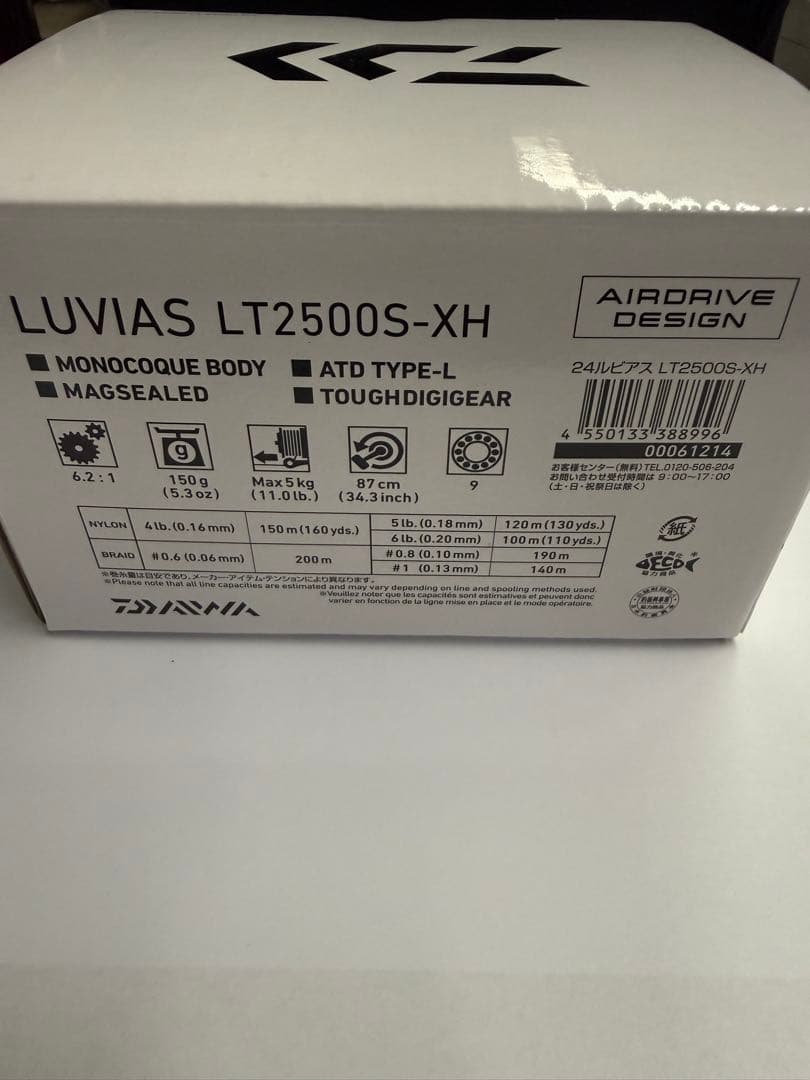 LUVIAS LT2500S-XH
AIRDRIVE
DESIGN
■ MONOCOQUE BODY ■ ATD TYPE-L
■ MAGSEALED ■ TOUGHDIGIGEAR
24ルビアス LT2500S-XH
4 550133 388996
00061214
お客様センター(無料)TEL.0120-506-204
お問い合わせ受付時間は 9:00〜17:00
(土・日・祝祭日は除く)
g
6.2:1
150g
(5.3oz)
Max5kg
(11.0lb.)
87cm
(34.3inch)
9
NYLON 4lb.(0.16mm) 150m(160yds.) 5lb.(0.18mm) 120m(130yds.)
6lb.(0.20mm) 100m(110yds.)
BRAID #0.6(0.06mm) 200m #0.8(0.10mm) 190m
#1 (0.13mm) 140m
※巻糸量は目安であり、メーカー・アイテム・テンションにより異なります。
※Please note that all line capacities are estimated and may vary depending on line and spooling methods used.
※Veuillez noter que les capacités sont estimatives et peuvent donc
varier en fonction de la ligne mise en place et le mode opératoire.
DAIWA
紙
ECO